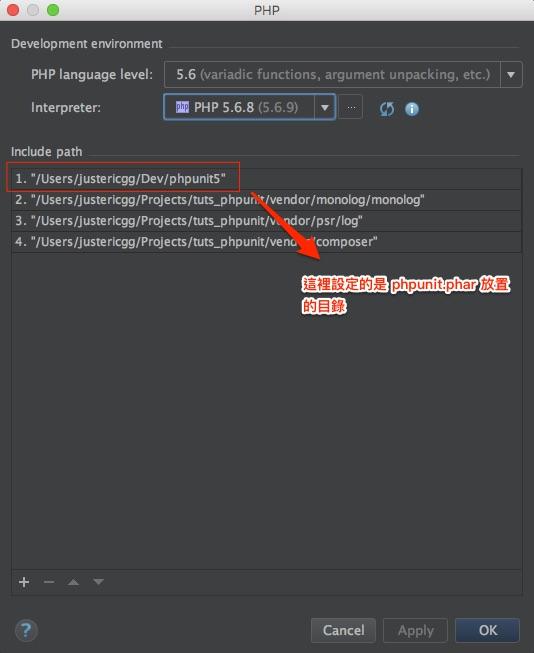 PHP
Development environment
PHP language level: 5.6 (variadic functions, argument unpacking, etc.)
Interpreter: php PHP 5.6.8 (5.6.9) ...
Include path
1. "/Users/justericgg/Dev/phpunit5"
2. "/Users/justericgg/Projects/tuts_phpunit/vendor/monolog/monolog"
3. "/Users/justericgg/Projects/tuts_phpunit/vendor/psr/log"
4. "/Users/justericgg/Projects/tuts_phpunit/vendor/composer"
這裡設定的是 phpunit.phar 放置
的目錄
Cancel Apply OK